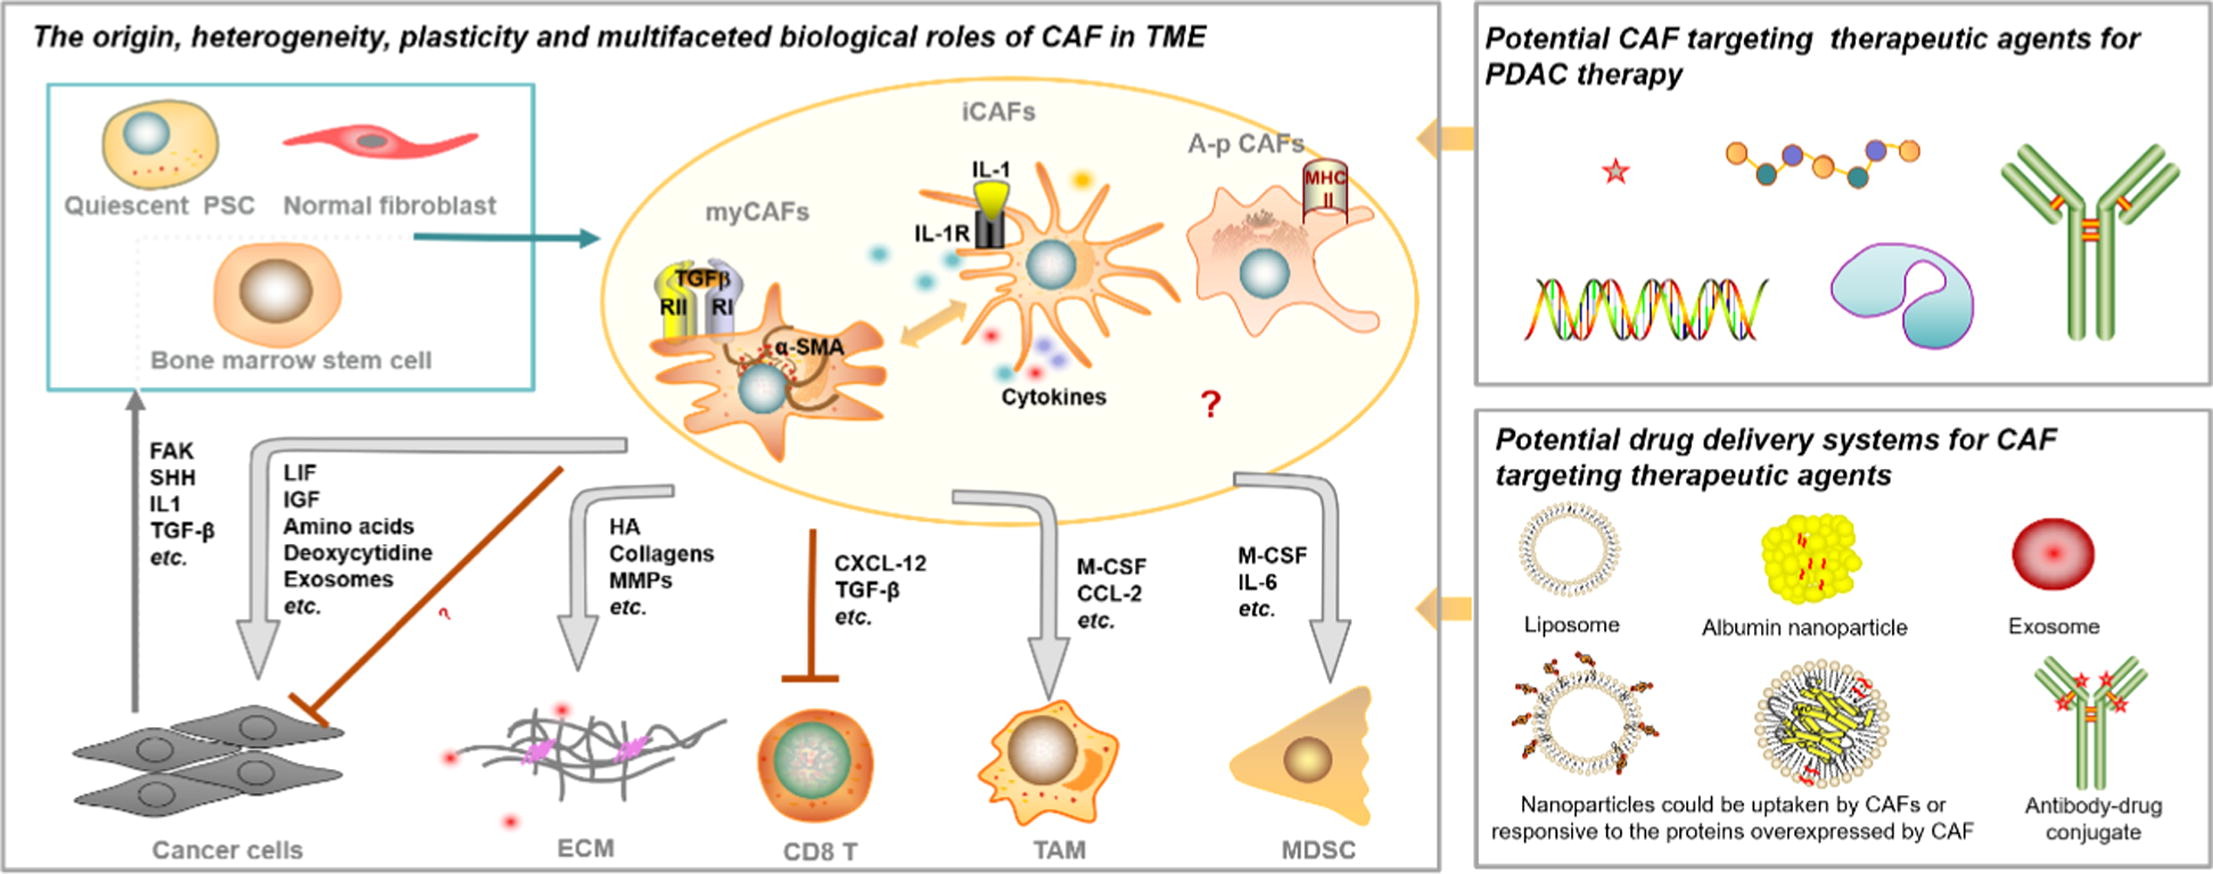 The origin, heterogeneity, plasticity and multifaceted biological roles of CAF in TME
Quiescent PSC
Normal fibroblast
Bone marrow stem cell
iCAFs
A-p CAFs
myCAFs
IL-1
IL-1R
MHC
II
TGFβ
RII
RI
α-SMA
Cytokines
?
FAK
SHH
IL1
TGF-β
etc.
LIF
IGF
Amino acids
Deoxycytidine
Exosomes
etc.
?
HA
Collagens
MMPs
etc.
CXCL-12
TGF-β
etc.
M-CSF
CCL-2
etc.
M-CSF
IL-6
etc.
Cancer cells
ECM
CD8 T
TAM
MDSC
Potential CAF targeting therapeutic agents for
PDAC therapy
Potential drug delivery systems for CAF
targeting therapeutic agents
Liposome
Albumin nanoparticle
Exosome
Nanoparticles could be uptaken by CAFs or
responsive to the proteins overexpressed by CAF
Antibody-drug
conjugate